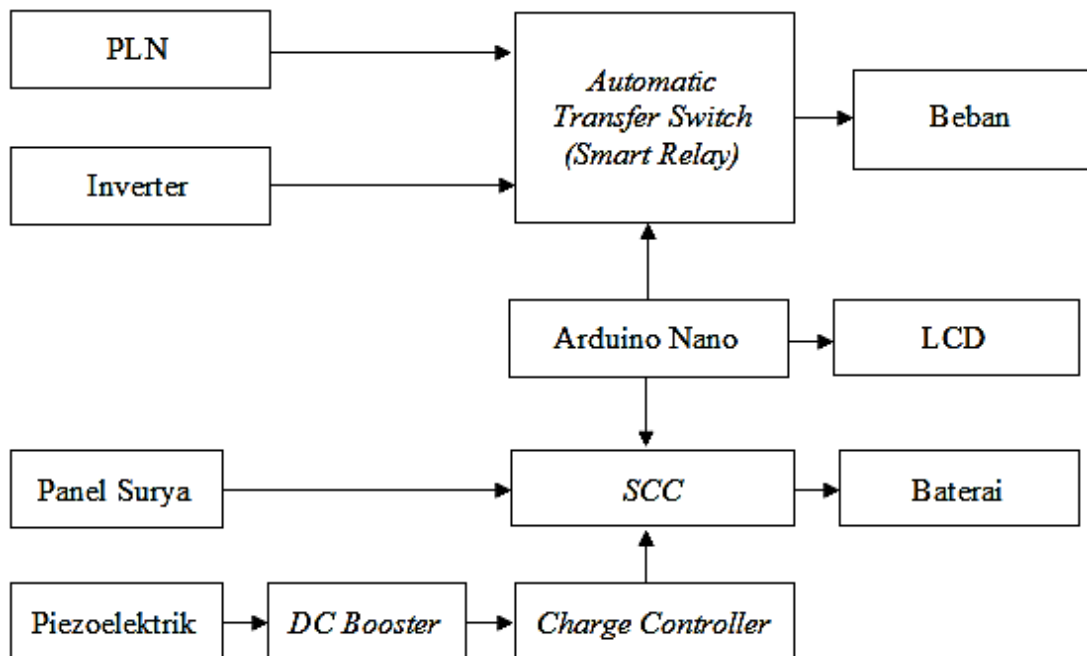 PLN
Automatic
Transfer Switch
(Smart Relay)
Beban
Inverter
Arduino Nano
LCD
Panel Surya
SCC
Baterai
Piezoelektrik
DC Booster
Charge Controller